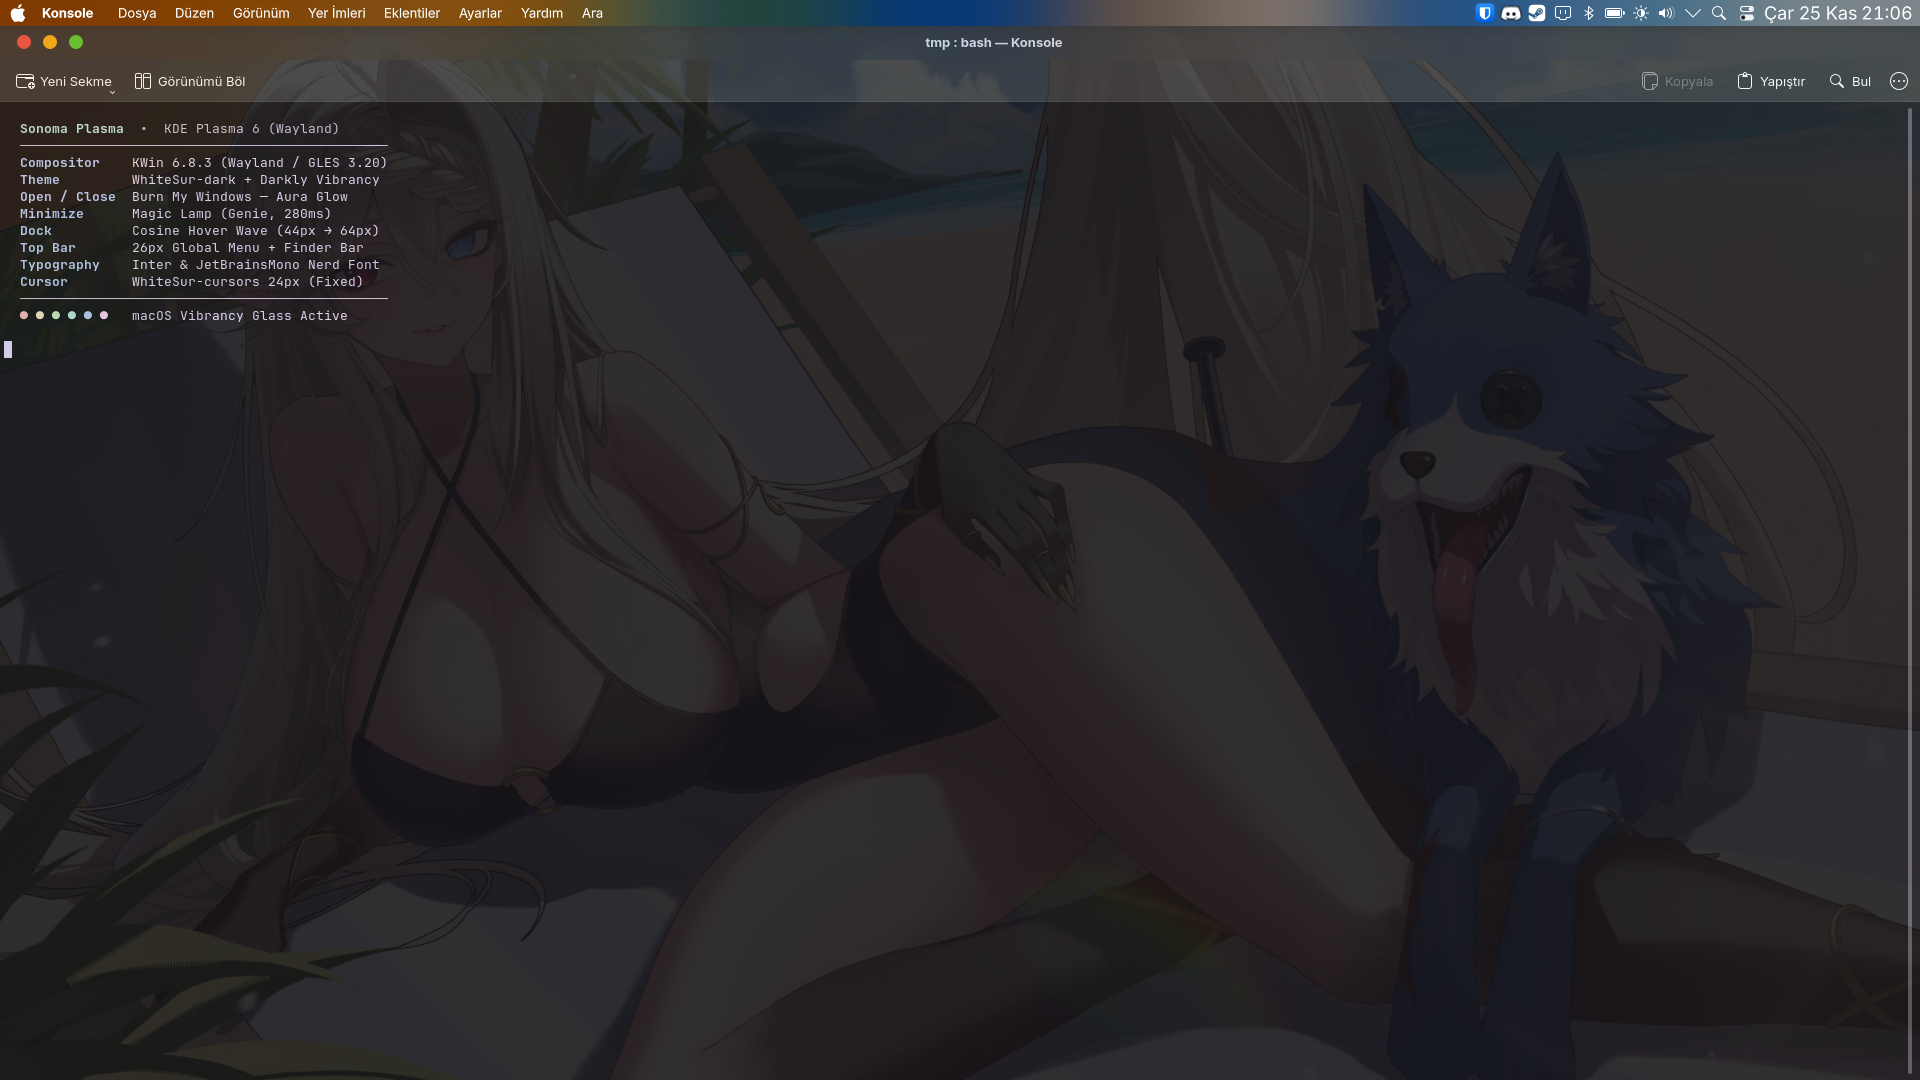 Konsole Dosya Düzen Görünüm Yer İmleri Eklentiler Ayarlar Yardım Ara Çar 25 Kas 21:06
tmp : bash — Konsole
Yeni Sekme Görünümü Böl Kopyala Yapıştır Bul
Sonoma Plasma • KDE Plasma 6 (Wayland)
Compositor KWin 6.8.3 (Wayland / GLES 3.20)
Theme WhiteSur-dark + Darkly Vibrancy
Open / Close Burn My Windows — Aura Glow
Minimize Magic Lamp (Genie, 280ms)
Dock Cosine Hover Wave (44px → 64px)
Top Bar 26px Global Menu + Finder Bar
Typography Inter & JetBrainsMono Nerd Font
Cursor WhiteSur-cursors 24px (Fixed)
macOS Vibrancy Glass Active